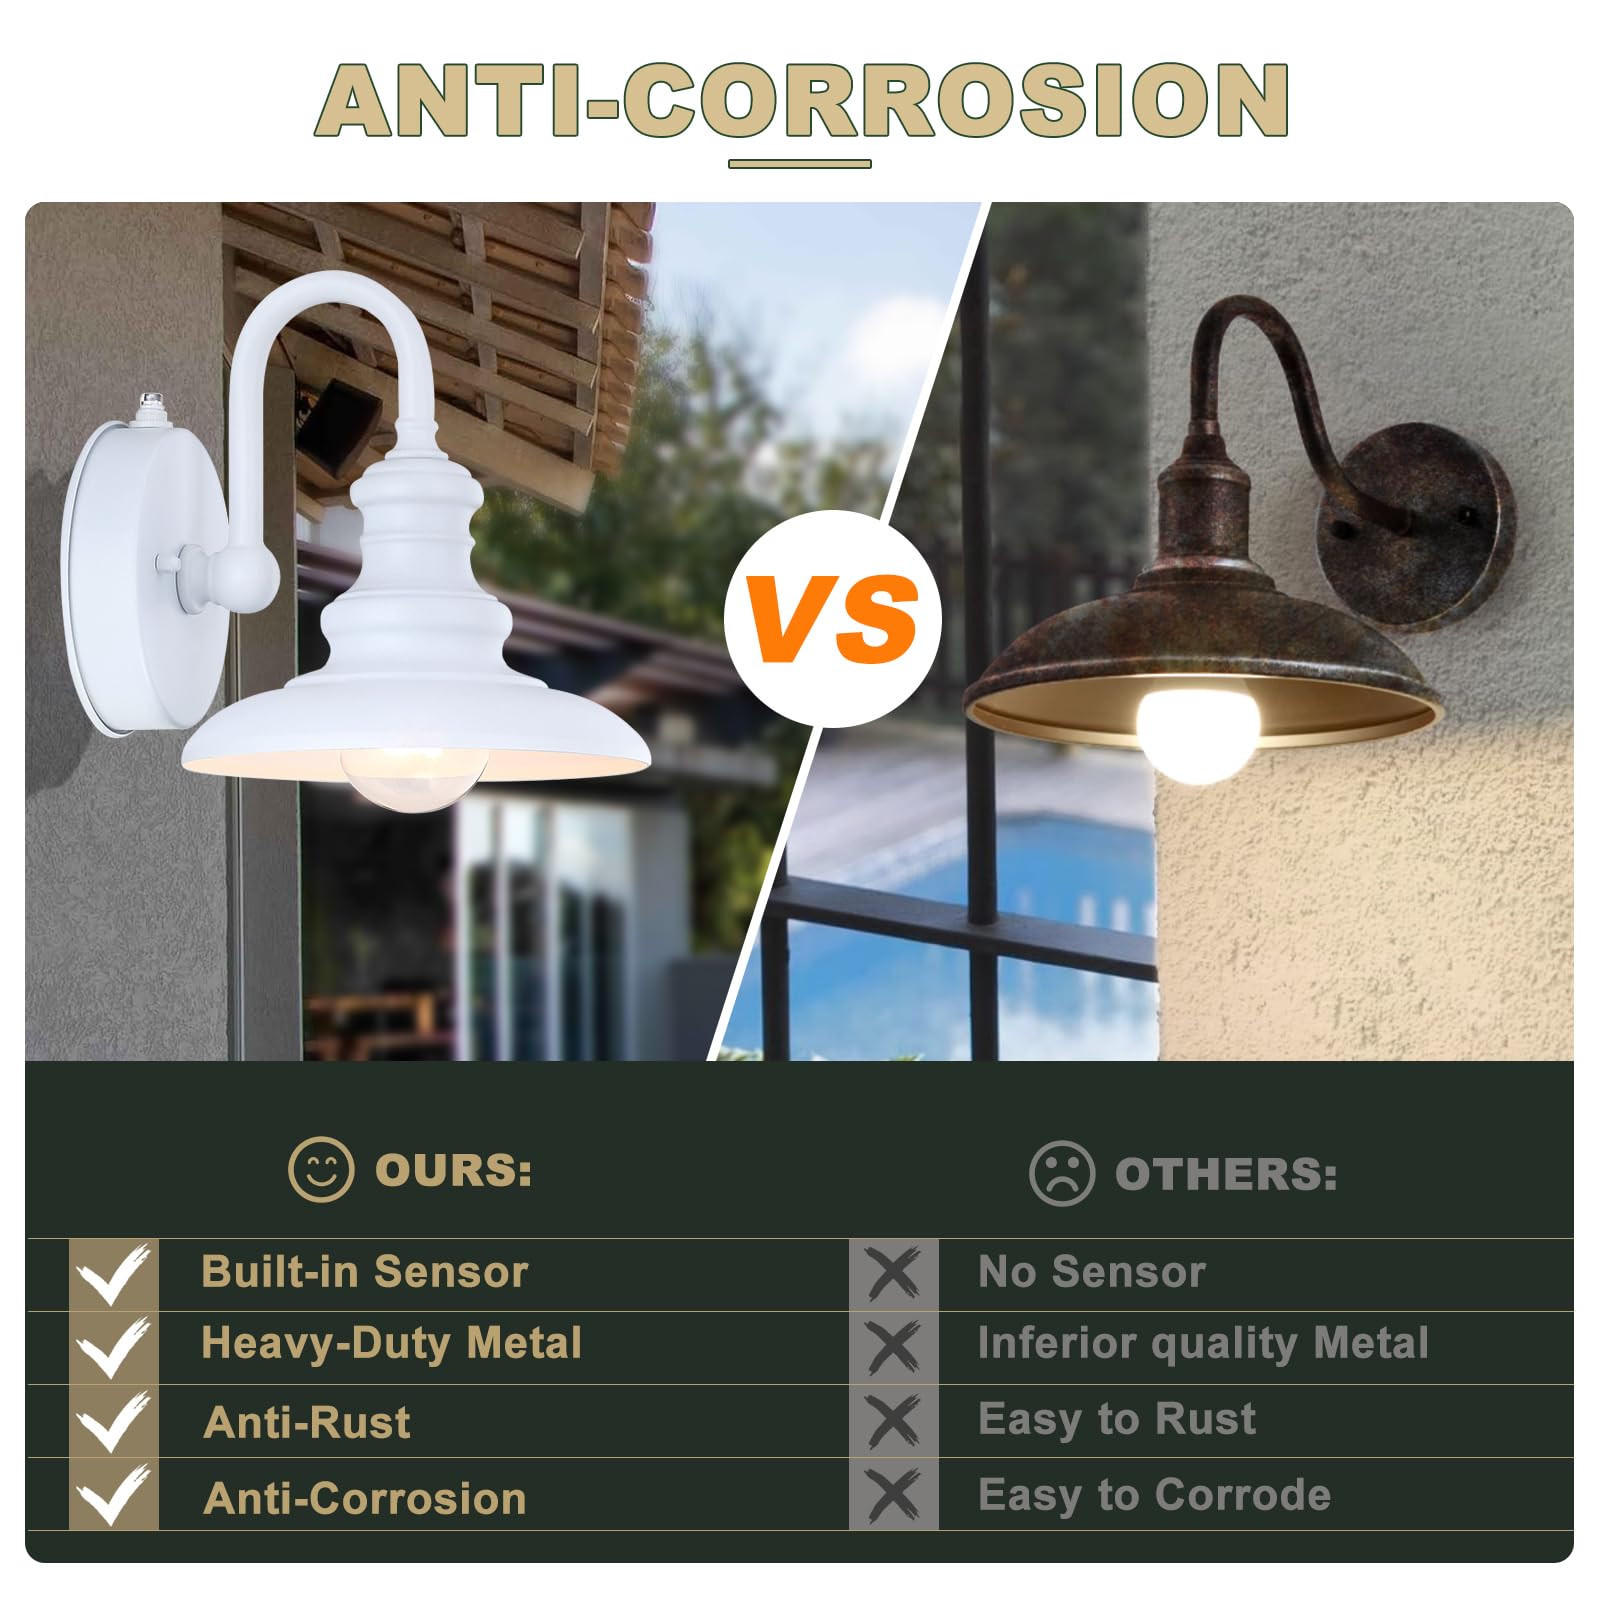 ANTI-CORROSION
VS
OURS:
OTHERS:
Built-in Sensor
No Sensor
Heavy-Duty Metal
Inferior quality Metal
Anti-Rust
Easy to Rust
Anti-Corrosion
Easy to Corrode